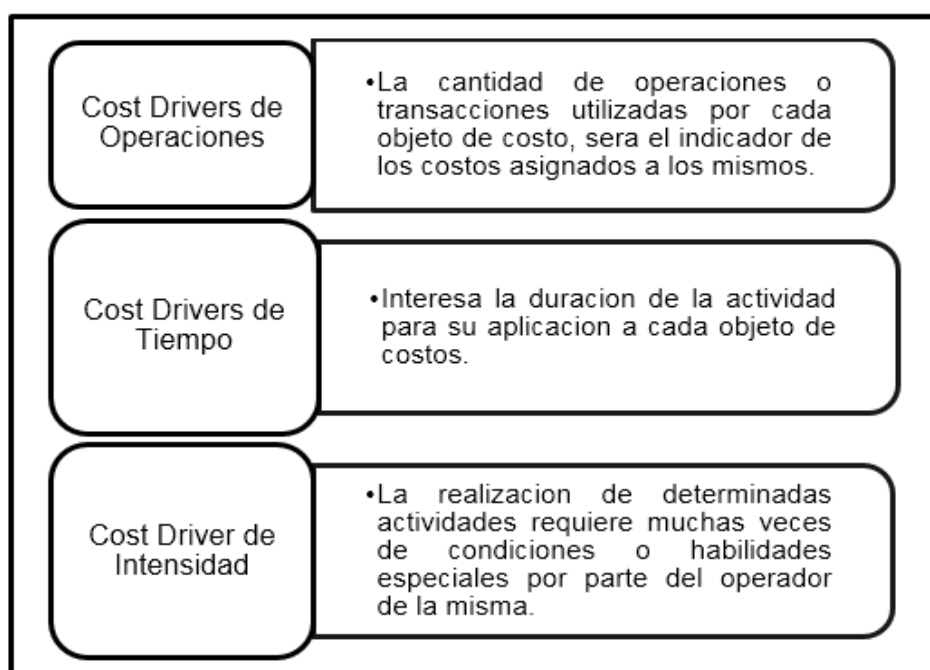 Cost Drivers de
Operaciones
•La cantidad de operaciones o
transacciones utilizadas por cada
objeto de costo, sera el indicador de
los costos asignados a los mismos.
Cost Drivers de
Tiempo
•Interesa la duracion de la actividad
para su aplicacion a cada objeto de
costos.
Cost Driver de
Intensidad
•La realizacion de determinadas
actividades requiere muchas veces
de condiciones o habilidades
especiales por parte del operador
de la misma.